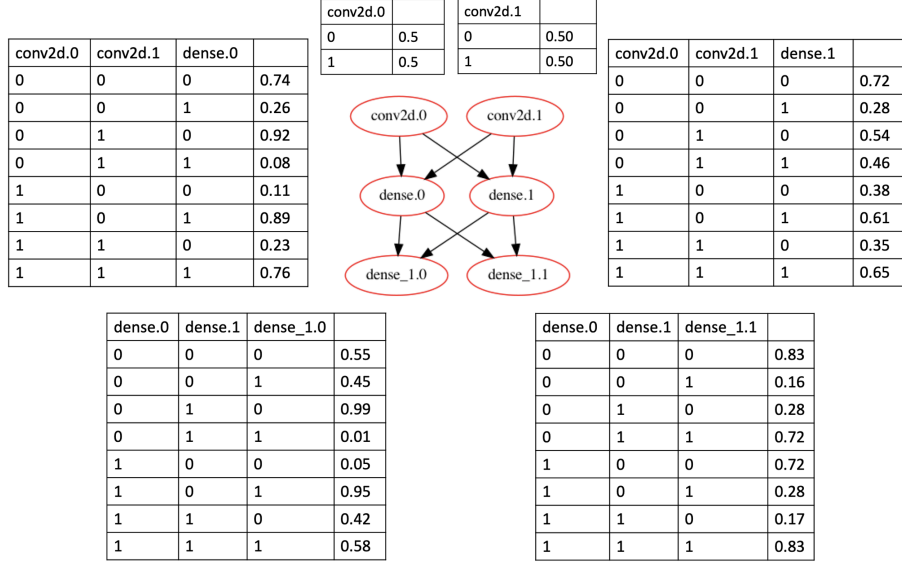 conv2d.0
0 0.5
1 0.5
conv2d.1
0 0.50
1 0.50
conv2d.0 conv2d.1 dense.0
0 0 0 0.74
0 0 1 0.26
0 1 0 0.92
0 1 1 0.08
1 0 0 0.11
1 0 1 0.89
1 1 0 0.23
1 1 1 0.76
conv2d.0 conv2d.1
dense.0 dense.1
dense_1.0 dense_1.1
conv2d.0 conv2d.1 dense.1
0 0 0 0.72
0 0 1 0.28
0 1 0 0.54
0 1 1 0.46
1 0 0 0.38
1 0 1 0.61
1 1 0 0.35
1 1 1 0.65
dense.0 dense.1 dense_1.0
0 0 0 0.55
0 0 1 0.45
0 1 0 0.99
0 1 1 0.01
1 0 0 0.05
1 0 1 0.95
1 1 0 0.42
1 1 1 0.58
dense.0 dense.1 dense_1.1
0 0 0 0.83
0 0 1 0.16
0 1 0 0.28
0 1 1 0.72
1 0 0 0.72
1 0 1 0.28
1 1 0 0.17
1 1 1 0.83